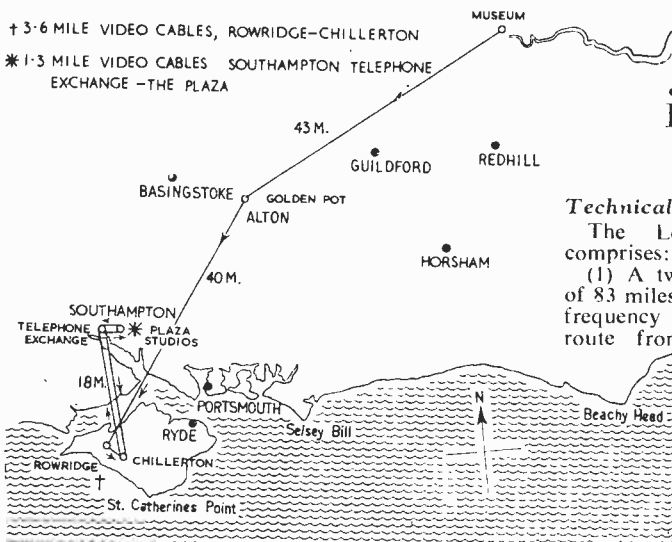 † 3·6 MILE VIDEO CABLES, ROWRIDGE–CHILLERTON
* 1·3 MILE VIDEO CABLES SOUTHAMPTON TELEPHONE
EXCHANGE – THE PLAZA
MUSEUM
43 M.
GUILDFORD
REDHILL
BASINGSTOKE
GOLDEN POT
ALTON
HORSHAM
40 M.
SOUTHAMPTON
TELEPHONE
EXCHANGE
* PLAZA
STUDIOS
18 M.
PORTSMOUTH
RYDE
Selsey Bill
N
Beachy Head
ROWRIDGE
CHILLERTON
†
St. Catherines Point
Technical
The
comprises:
(1) A tw
of 83 miles
frequency
route from